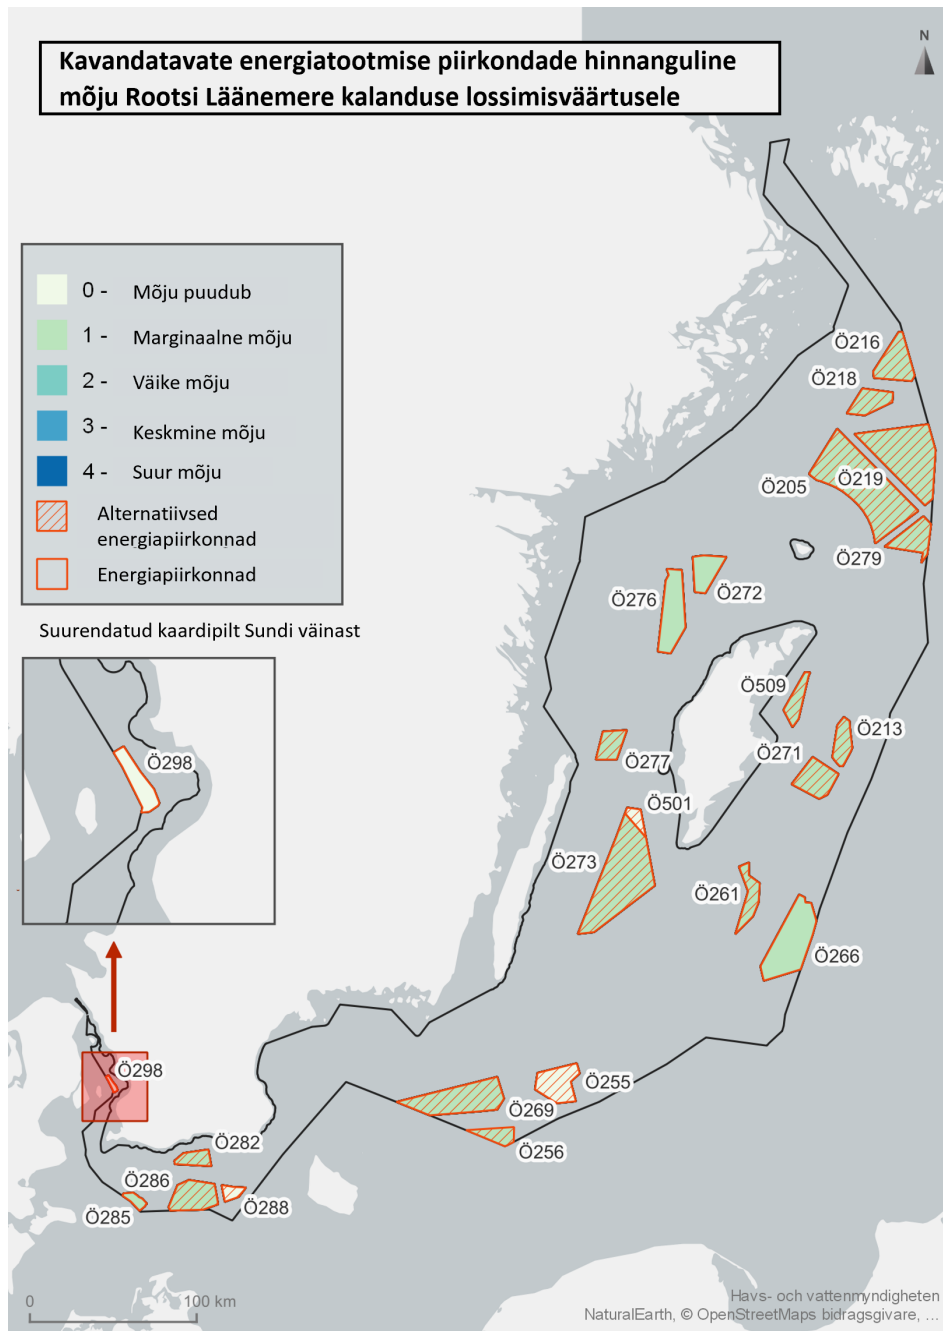 N
Kavandatavate energiatootmise piirkondade hinnanguline
mõju Rootsi Läänemere kalanduse lossimisväärtusele
0 - Mõju puudub
1 - Marginaalne mõju
2 - Väike mõju
3 - Keskmine mõju
4 - Suur mõju
Alternatiivsed
energiapiirkonnad
Energiapiirkonnad
Suurendatud kaardipilt Sundi väinast
Ö298
Ö216
Ö218
Ö205
Ö219
Ö279
Ö276
Ö272
Ö509
Ö213
Ö277
Ö271
Ö501
Ö273
Ö261
Ö266
Ö298
Ö255
Ö269
Ö256
Ö282
Ö286
Ö288
Ö285
0
100 km
Havs- och vattenmyndigheten
NaturalEarth, © OpenStreetMaps bidragsgivare, ...